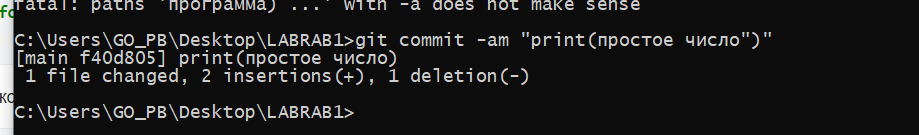 fatal: paths 'программа) ...' with -a does not make sense
C:\Users\GO_PB\Desktop\LABRAB1>git commit -am "print(простое число")"
[main f40d805] print(простое число)
1 file changed, 2 insertions(+), 1 deletion(-)
C:\Users\GO_PB\Desktop\LABRAB1>